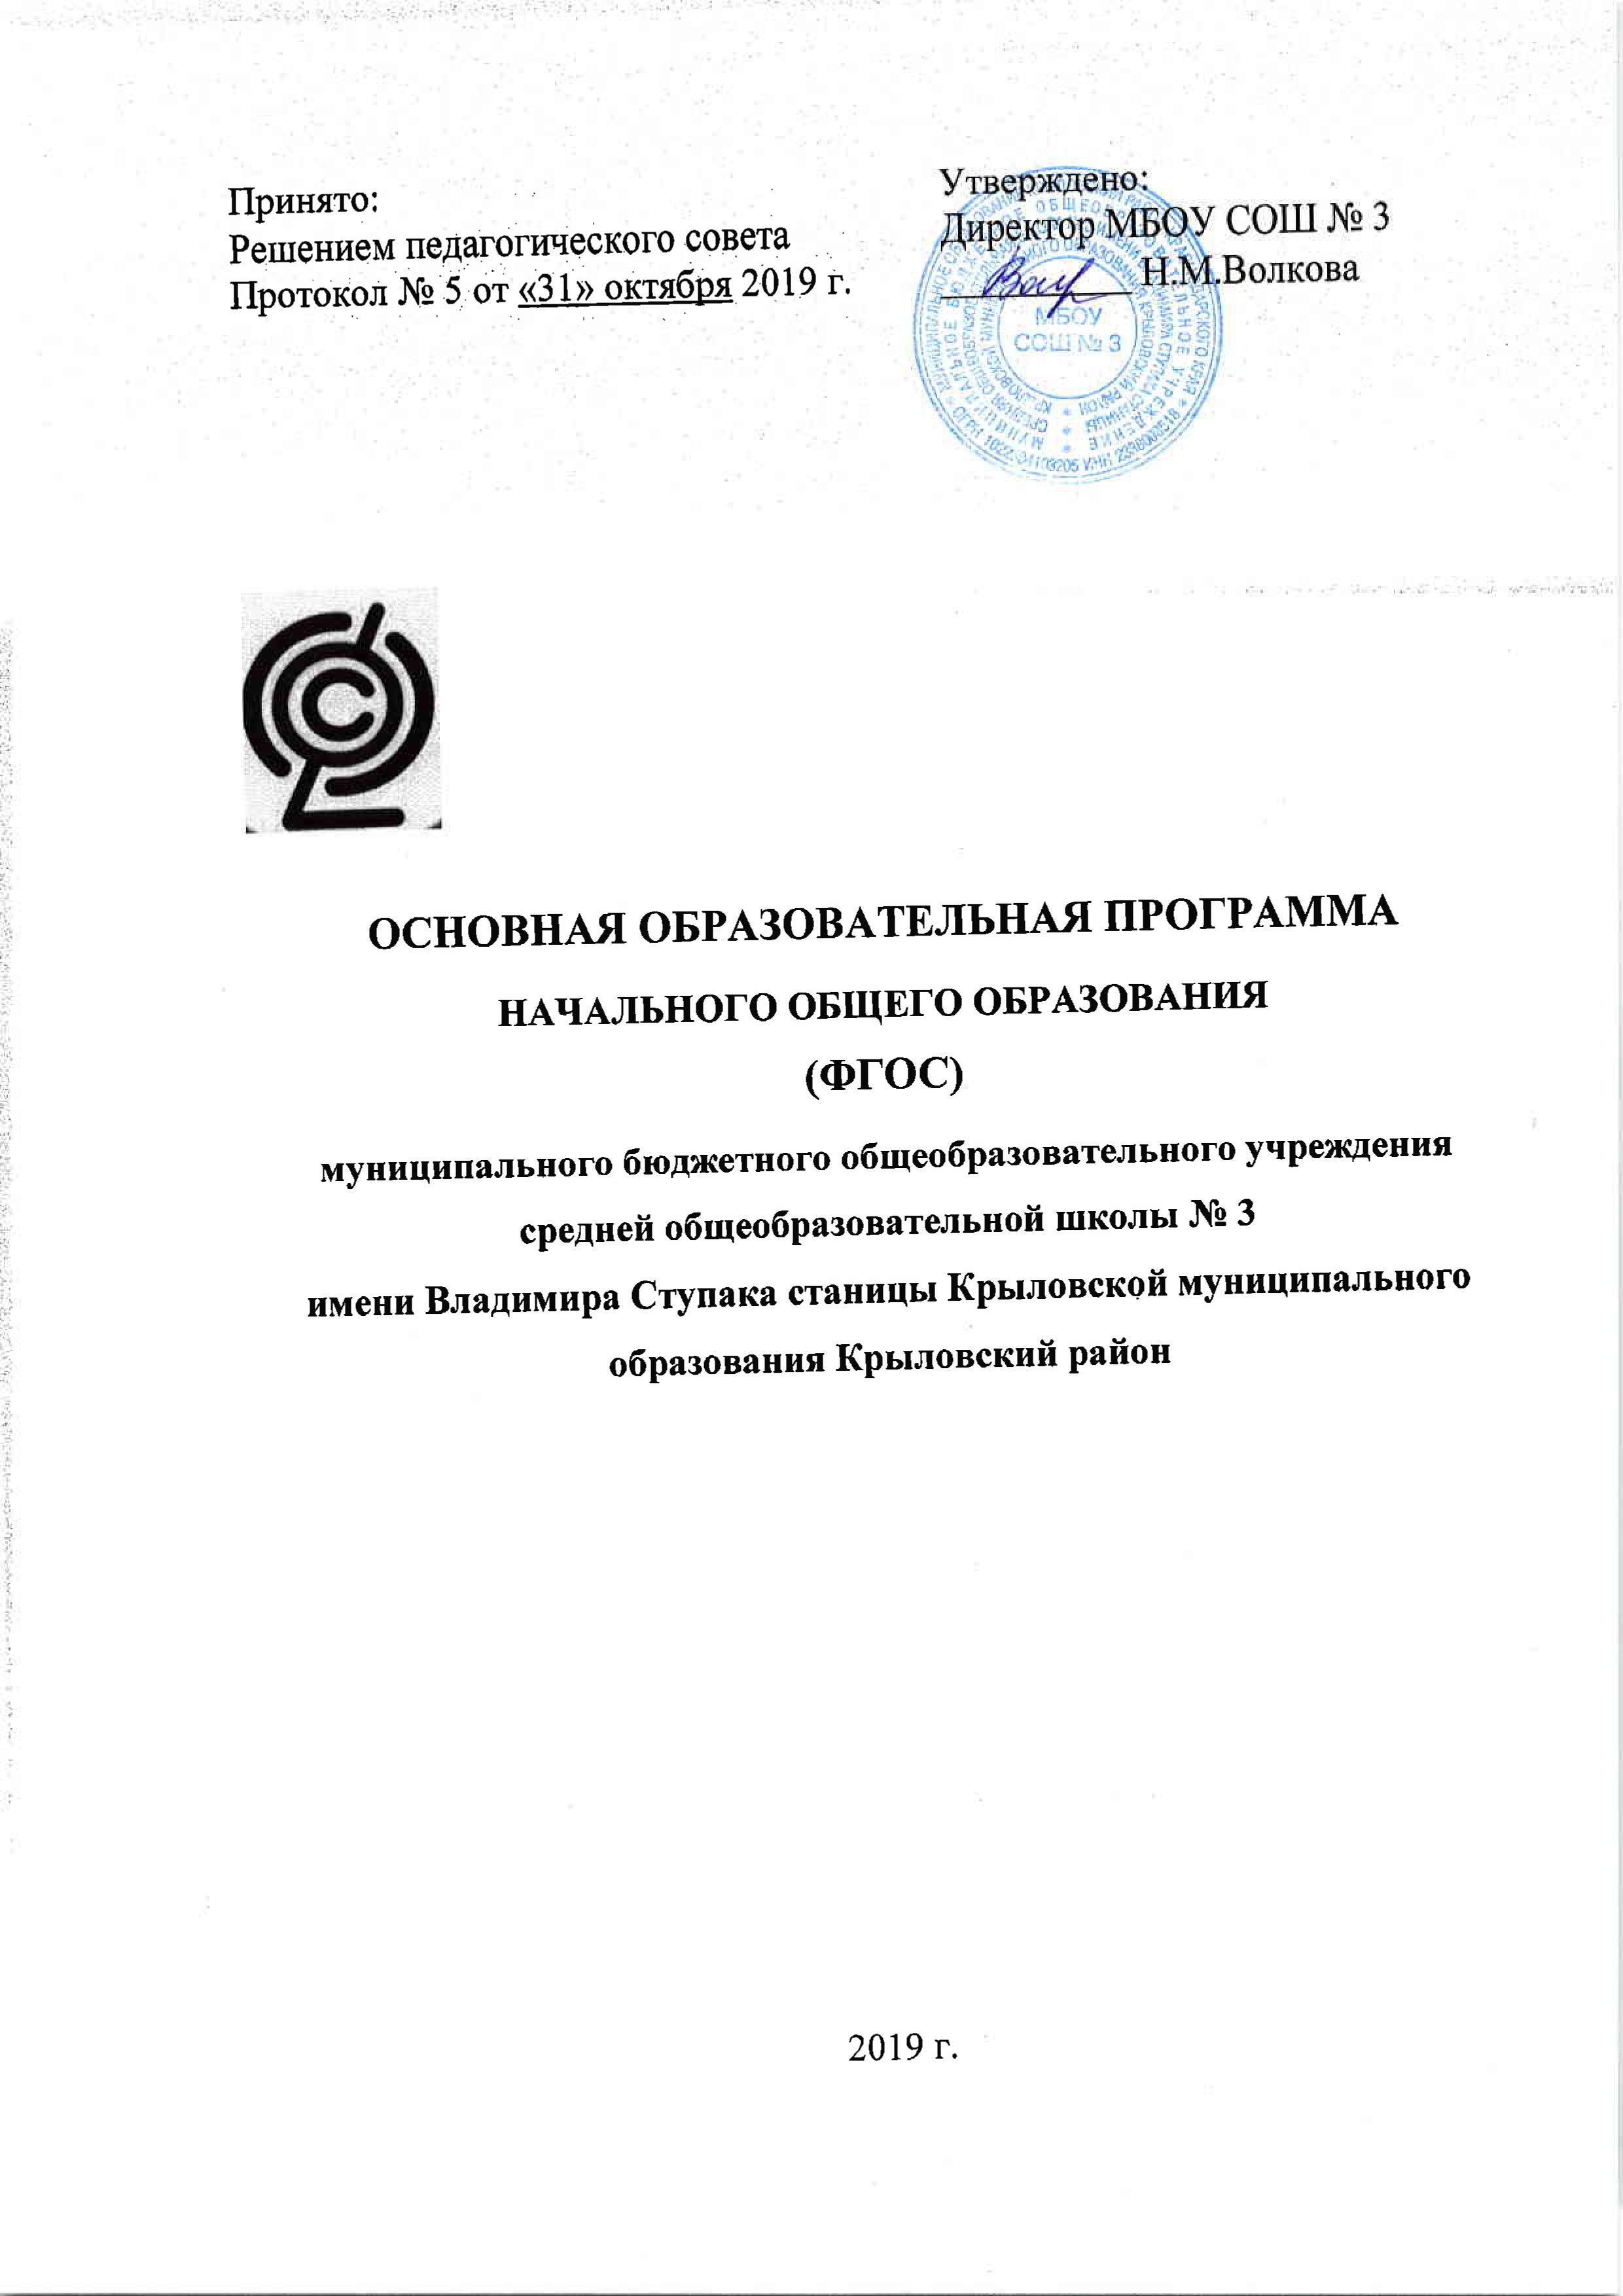 Принято:
Решением педагогического совета
Протокол № 5 от «31» октября 2019 г.
Утверждено:
Директор МБОУ СОШ № 3
Н.М.Волкова
МБОУ
СОШ № 3
ОСНОВНАЯ ОБРАЗОВАТЕЛЬНАЯ ПРОГРАММА
НАЧАЛЬНОГО ОБЩЕГО ОБРАЗОВАНИЯ
(ФГОС)
муниципального бюджетного общеобразовательного учреждения
средней общеобразовательной школы № 3
имени Владимира Ступака станицы Крыловской муниципального
образования Крыловский район
2019 г.